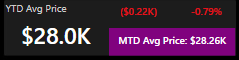 YTD Avg Price ($0.22K) -0.79%
$28.0K
MTD Avg Price: $28.26K